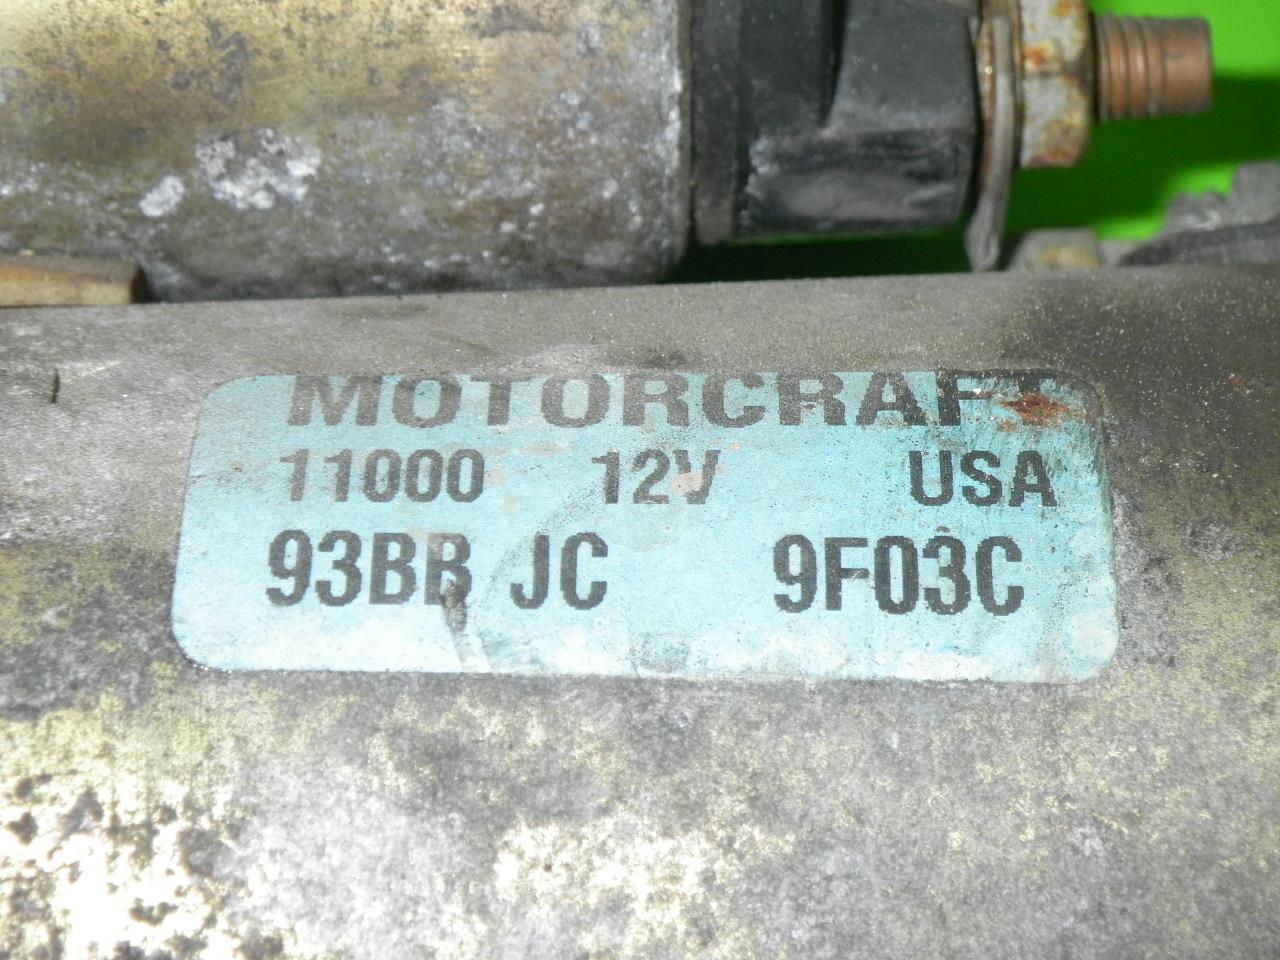 MOTORCRAFT
11000 12V USA
93BB JC 9F03C